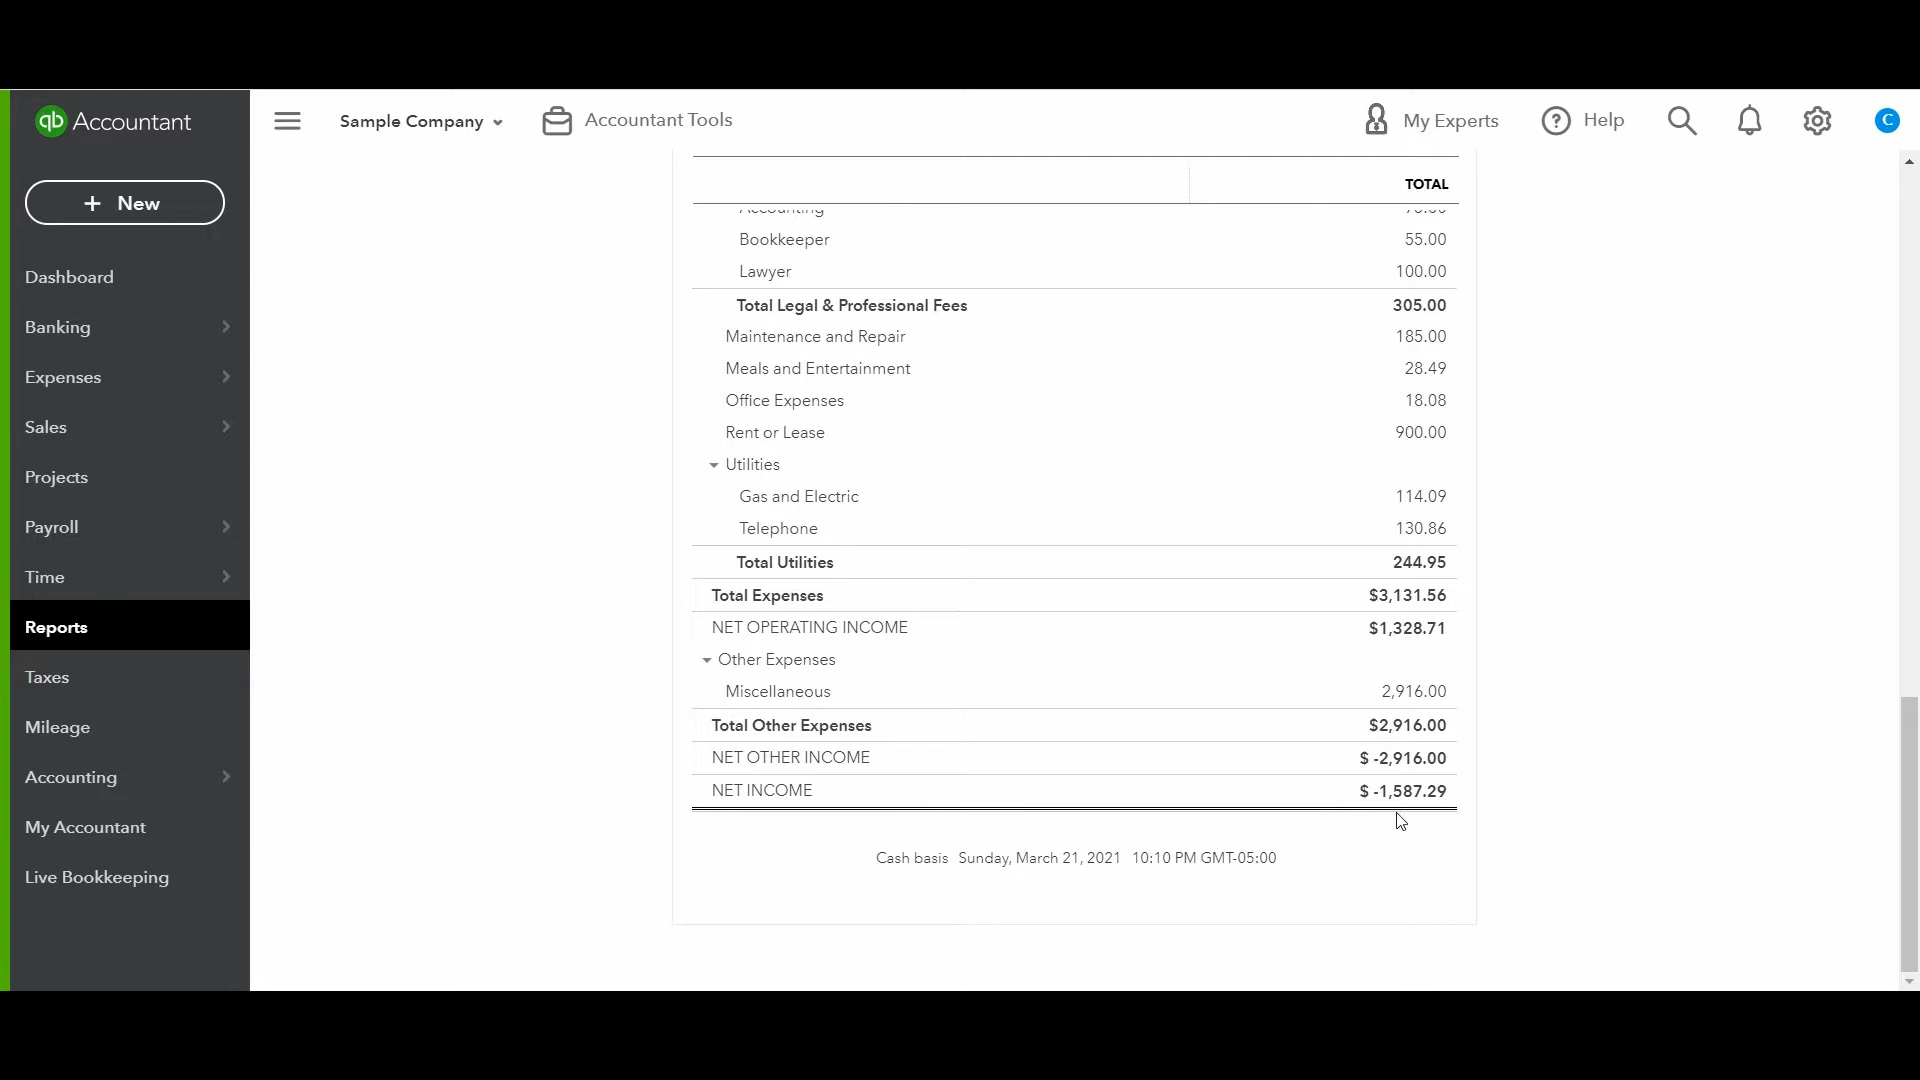 qb Accountant
Sample Company
Accountant Tools
My Experts
Help
C
+ New
Dashboard
Banking
Expenses
Sales
Projects
Payroll
Time
Reports
Taxes
Mileage
Accounting
My Accountant
Live Bookkeeping
TOTAL
Accounting
Bookkeeper 55.00
Lawyer 100.00
Total Legal & Professional Fees 305.00
Maintenance and Repair 185.00
Meals and Entertainment 28.49
Office Expenses 18.08
Rent or Lease 900.00
Utilities
Gas and Electric 114.09
Telephone 130.86
Total Utilities 244.95
Total Expenses $3,131.56
NET OPERATING INCOME $1,328.71
Other Expenses
Miscellaneous 2,916.00
Total Other Expenses $2,916.00
NET OTHER INCOME $ -2,916.00
NET INCOME $ -1,587.29
Cash basis Sunday, March 21, 2021 10:10 PM GMT-05:00